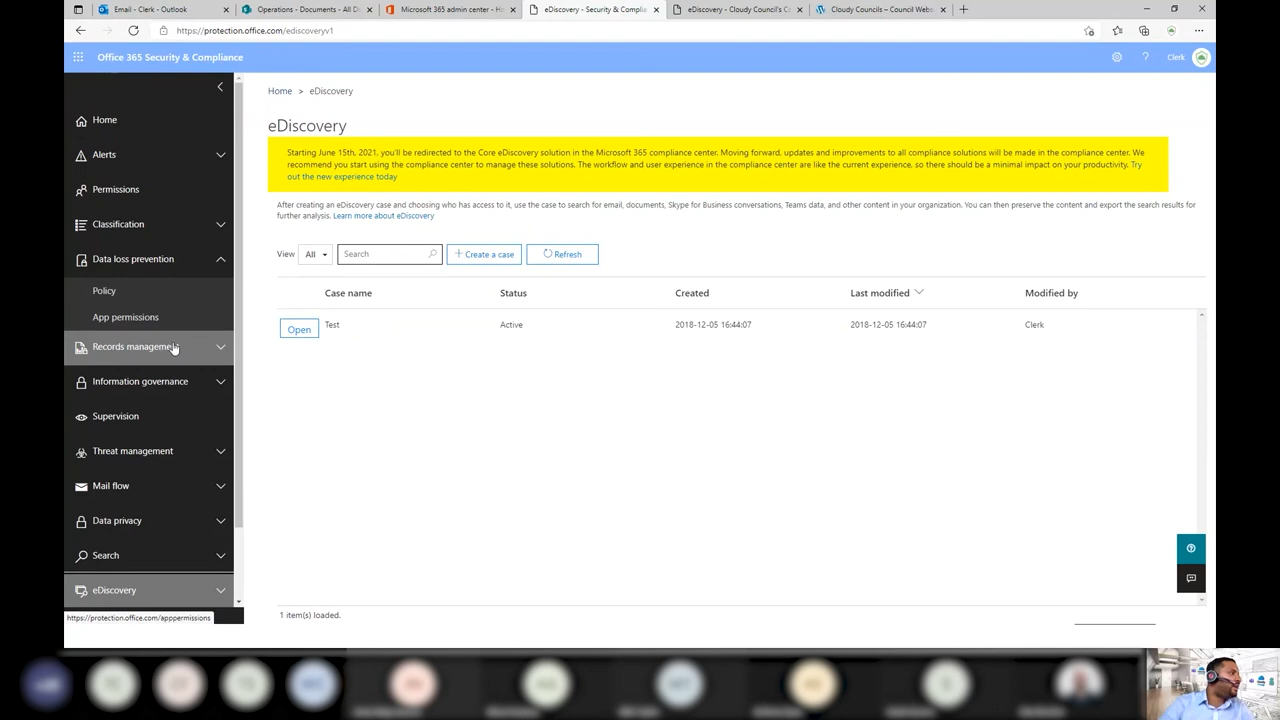 Email - Clerk - Outlook
Operations - Documents - All Do
Microsoft 365 admin center - Ho
eDiscovery - Security & Complia
eDiscovery - Cloudy Council's Co
Cloudy Councils – Council Webs
https://protection.office.com/ediscoveryv1
Office 365 Security & Compliance
Clerk
Home
Alerts
Permissions
Classification
Data loss prevention
Policy
App permissions
Records management
Information governance
Supervision
Threat management
Mail flow
Data privacy
Search
eDiscovery
https://protection.office.com/apppermissions
Home > eDiscovery
eDiscovery
Starting June 15th, 2021, you'll be redirected to the Core eDiscovery solution in the Microsoft 365 compliance center. Moving forward, updates and improvements to all compliance solutions will be made in the compliance center. We
recommend you start using the compliance center to manage these solutions. The workflow and user experience in the compliance center are like the current experience, so there should be a minimal impact on your productivity. Try
out the new experience today
After creating an eDiscovery case and choosing who has access to it, use the case to search for email, documents, Skype for Business conversations, Teams data, and other content in your organization. You can then preserve the content and export the search results for
further analysis. Learn more about eDiscovery
View All Search + Create a case Refresh
Case name Status Created Last modified Modified by
Open Test Active 2018-12-05 16:44:07 2018-12-05 16:44:07 Clerk
1 item(s) loaded.